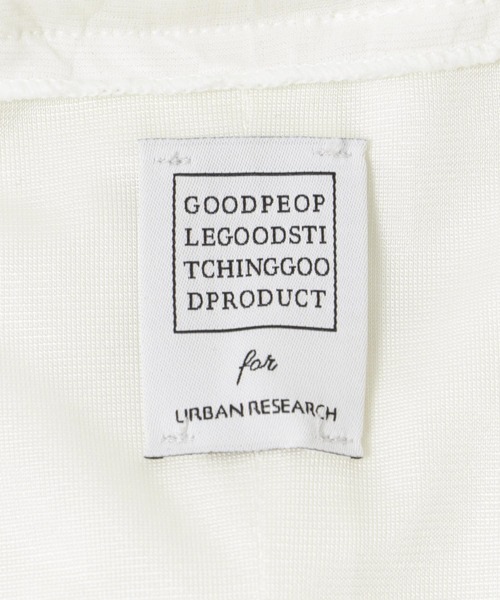 GOODPEOP
LEGOODSTI
TCHINGGOO
DPRODUCT
for
URBAN RESEARCH